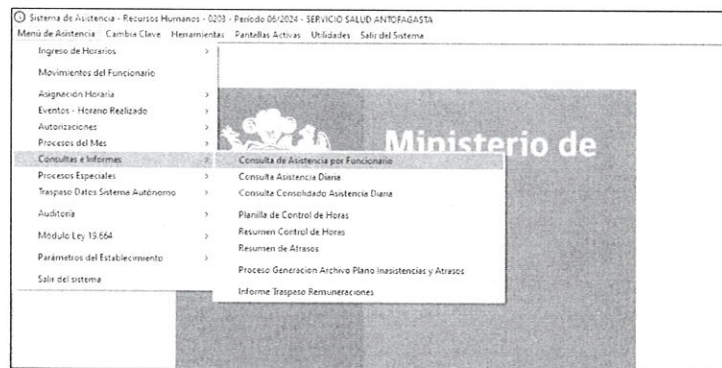 Sistema de Asistencia - Recursos Humanos - 0203 - Periodo 06/2024 - SERVICIO SALUD ANTOFAGASTA
Menú de Asistencia Cambia Clave Herramientas Pantallas Activas Utilidades Salir del Sistema
Ingreso de Horarios >
Movimientos del Funcionario
Asignación Horaria >
Eventos - Horario Realizado >
Autorizaciones >
Procesos del Mes >
Consultas e Informes >
Procesos Especiales >
Traspaso Datos Sistema Autónomo >
Auditoría >
Módulo Ley 19.664 >
Parámetros del Establecimiento >
Salir del sistema
Ministerio de
Consulta de Asistencia por Funcionario
Consulta Asistencia Diaria
Consulta Consolidado Asistencia Diaria
Planilla de Control de Horas
Resumen Control de Horas
Resumen de Atrasos
Proceso Generacion Archivo Plano Inasistencias y Atrasos
Informe Traspaso Remuneraciones